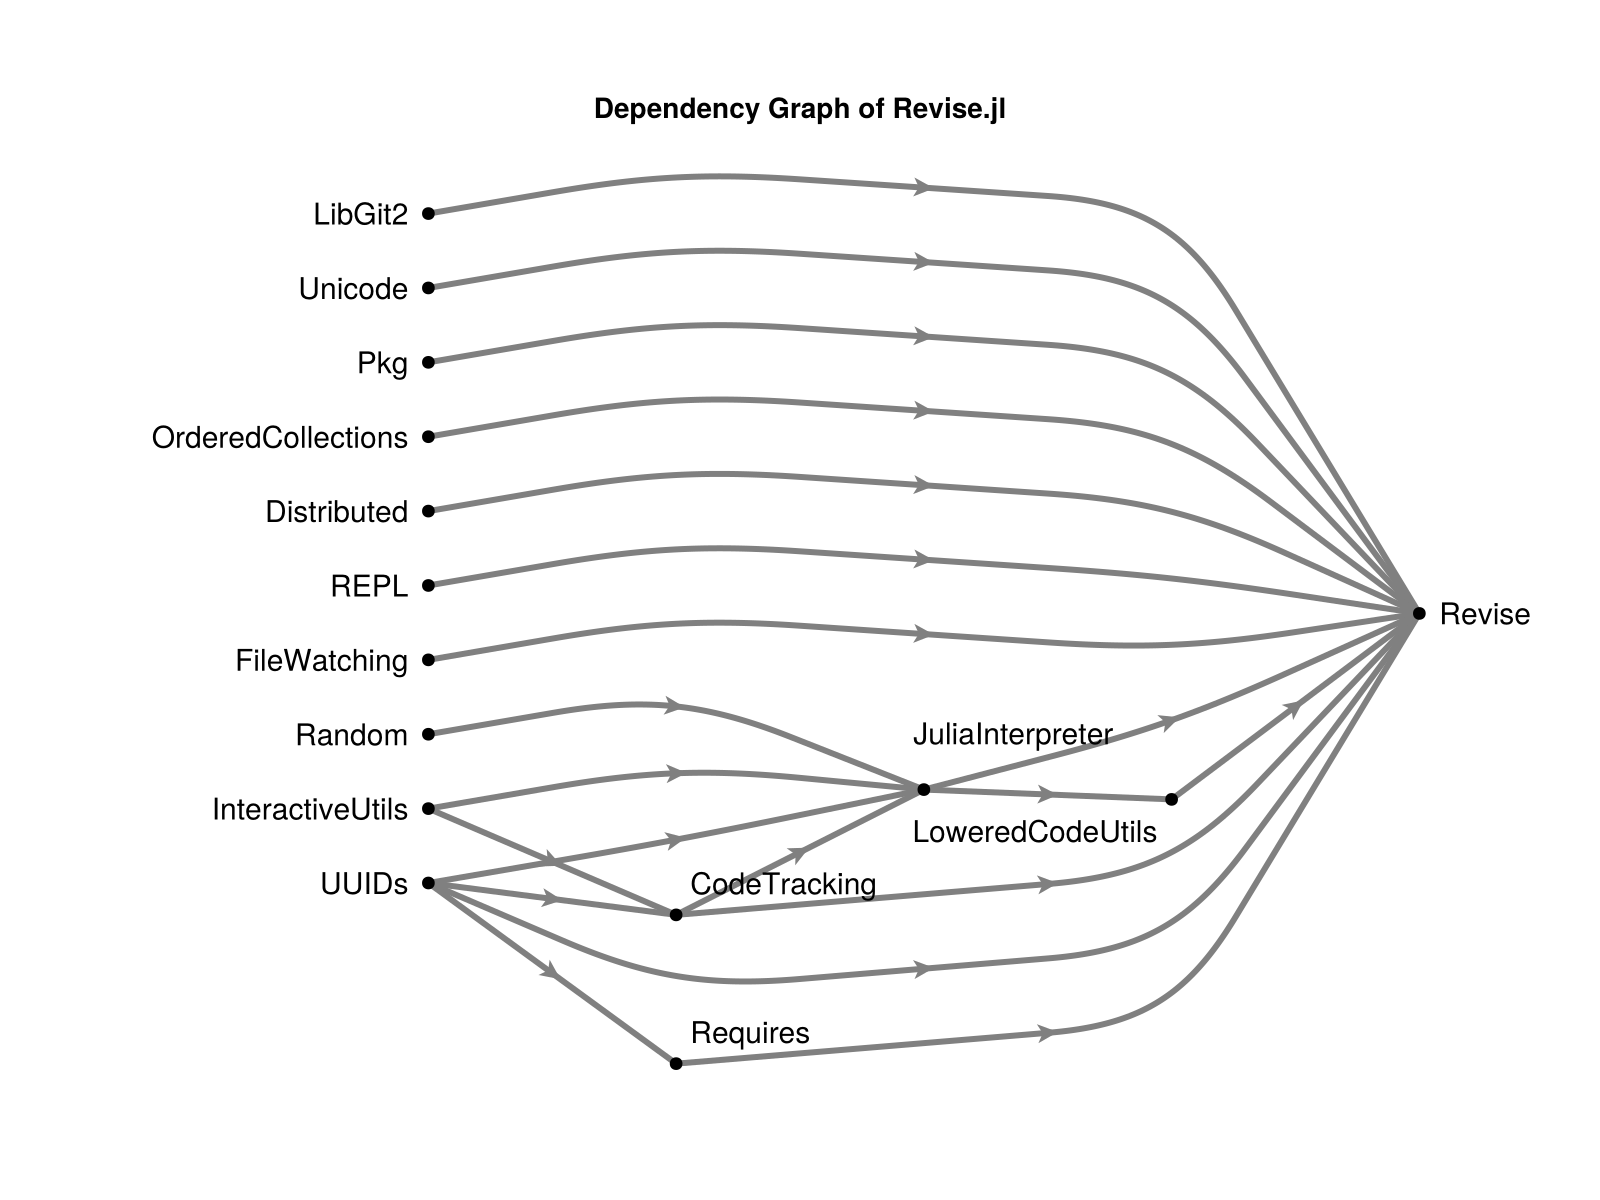 Dependency Graph of Revise.jl
LibGit2
Unicode
Pkg
OrderedCollections
Distributed
REPL
FileWatching
Revise
Random
JuliaInterpreter
InteractiveUtils
LoweredCodeUtils
UUIDs
CodeTracking
Requires